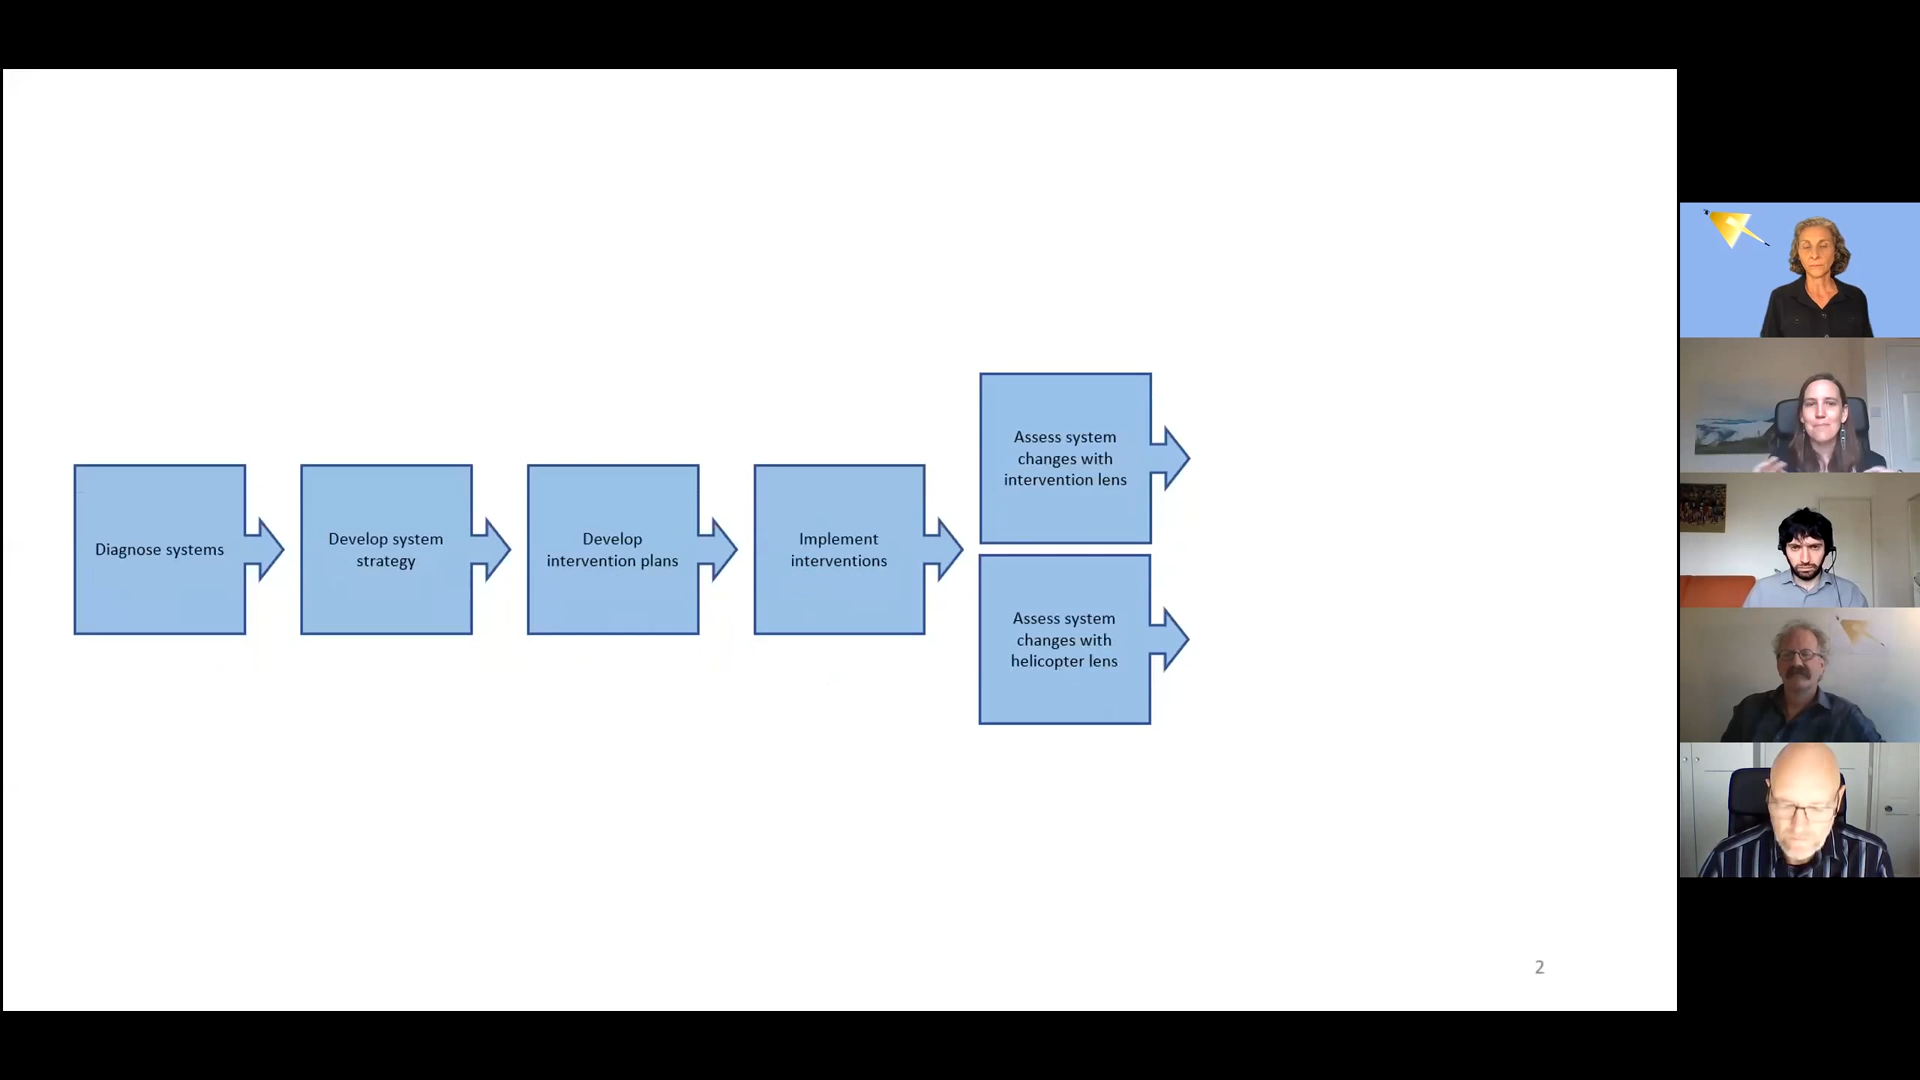 Diagnose systems
Develop system
strategy
Develop
intervention plans
Implement
interventions
Assess system
changes with
intervention lens
Assess system
changes with
helicopter lens
2